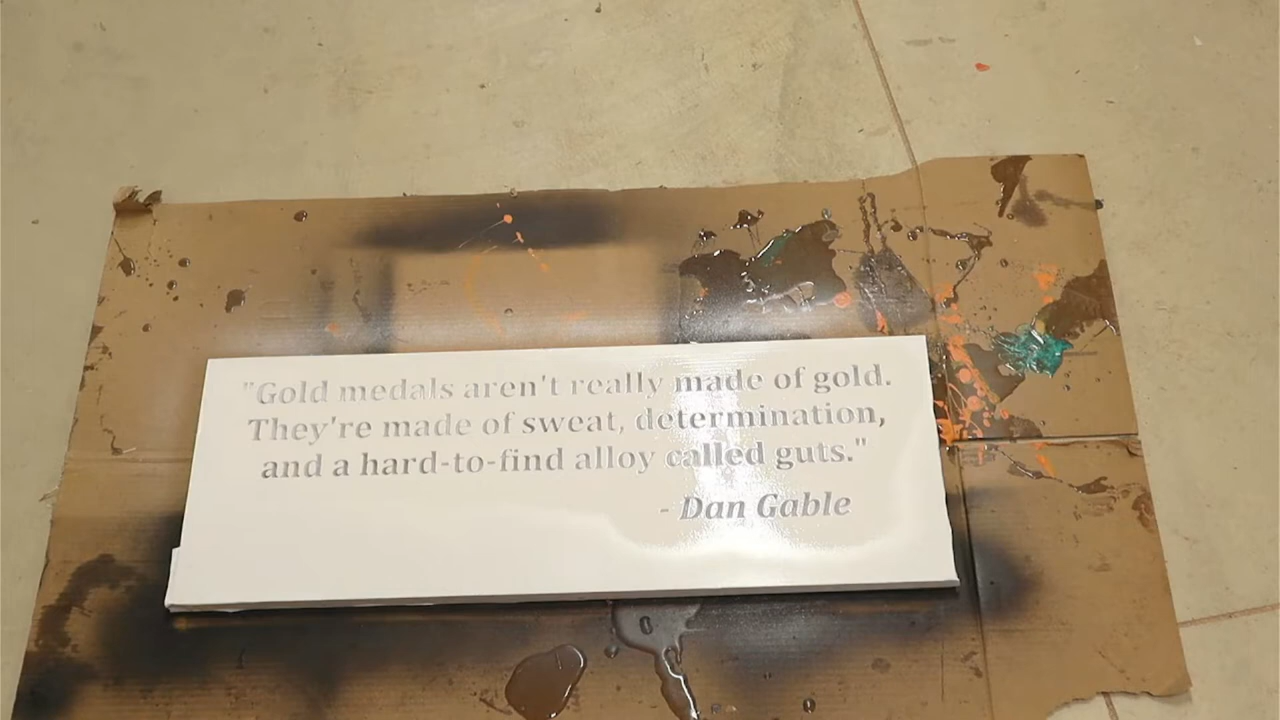 "Gold medals aren't really made of gold.
They're made of sweat, determination,
and a hard-to-find alloy called guts."
- Dan Gable